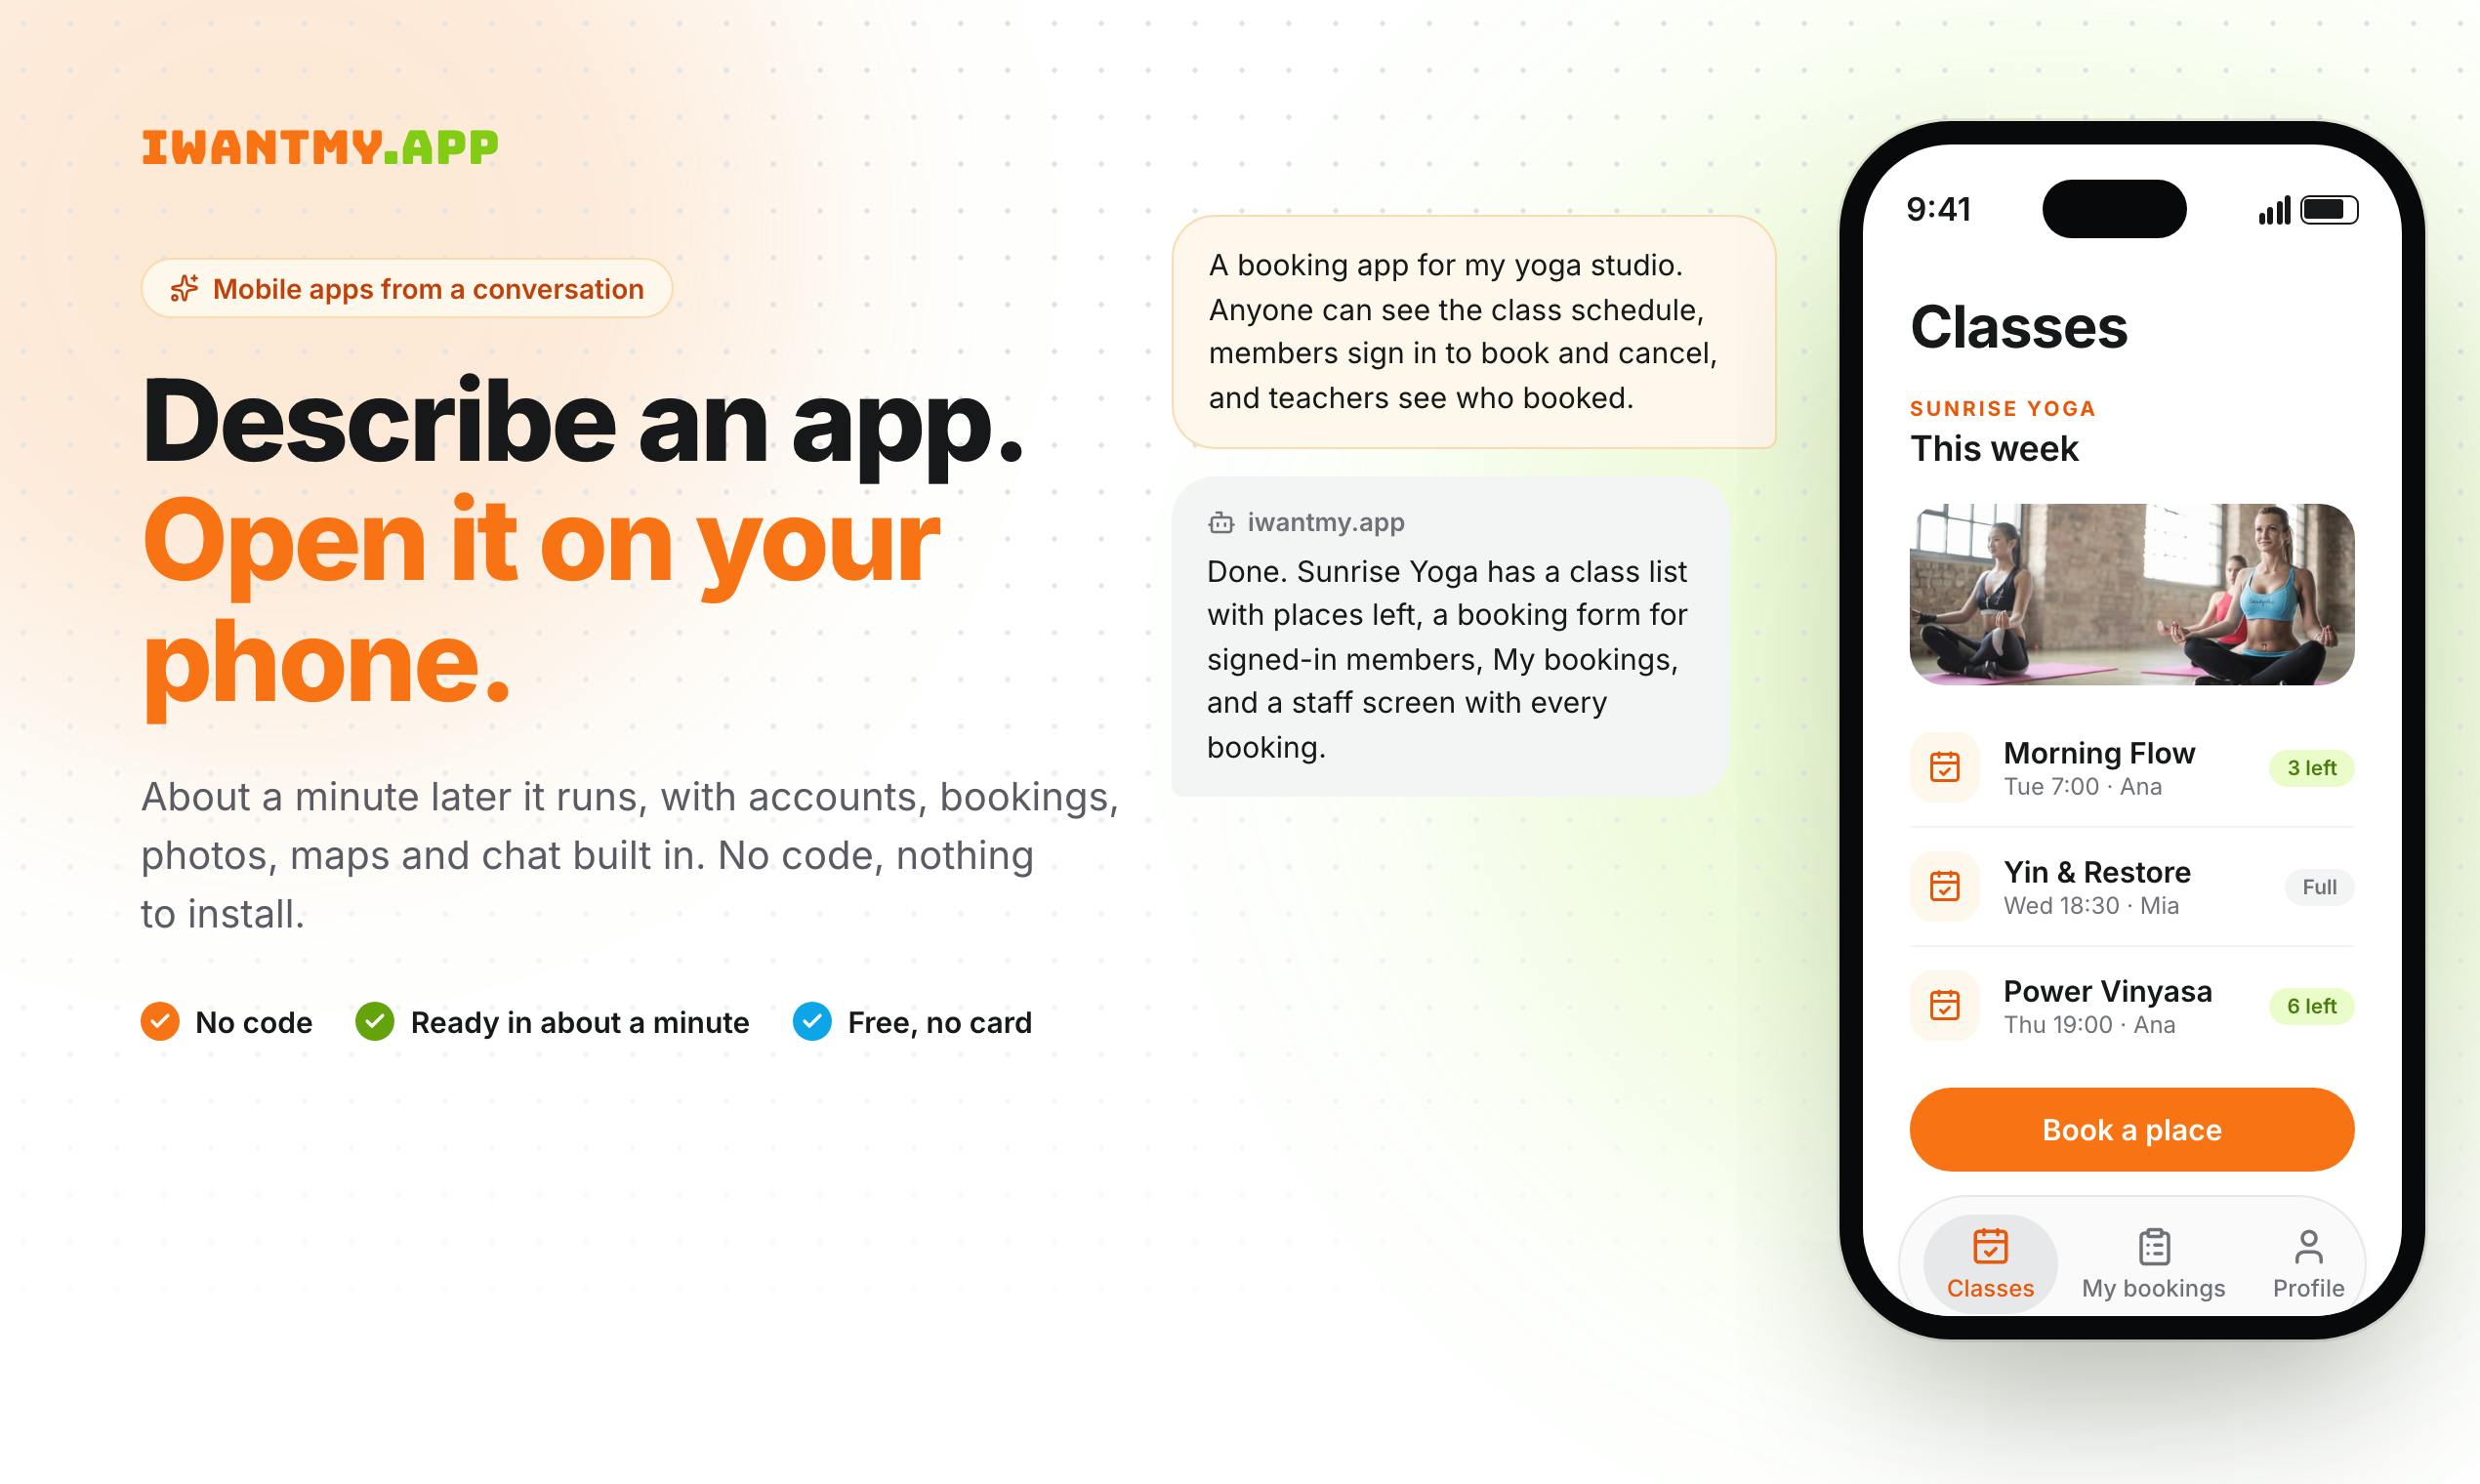 IWANTMY.APP
Mobile apps from a conversation
Describe an app.
Open it on your
phone.
About a minute later it runs, with accounts, bookings,
photos, maps and chat built in. No code, nothing
to install.
No code
Ready in about a minute
Free, no card
A booking app for my yoga studio.
Anyone can see the class schedule,
members sign in to book and cancel,
and teachers see who booked.
iwantmy.app
Done. Sunrise Yoga has a class list
with places left, a booking form for
signed-in members, My bookings,
and a staff screen with every
booking.
9:41
Classes
SUNRISE YOGA
This week
Morning Flow
Tue 7:00 · Ana
3 left
Yin & Restore
Wed 18:30 · Mia
Full
Power Vinyasa
Thu 19:00 · Ana
6 left
Book a place
Classes
My bookings
Profile